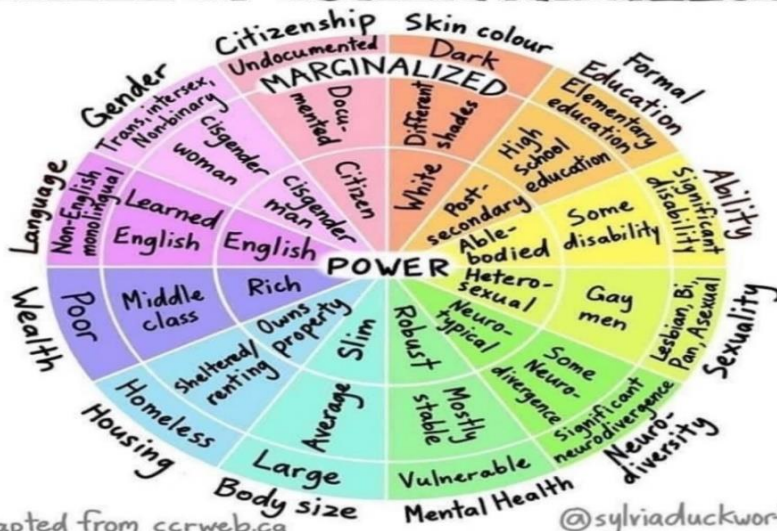 Citizenship
Undocumented
Docu-
mented
Citizen
Skin colour
Dark
Different
shades
White
Formal
Education
Elementary
education
High
school
education
Post-
secondary
Ability
Significant
disability
Some
disability
Able-
bodied
Sexuality
Lesbian, Bi,
Pan, Asexual
Gay
men
Hetero-
sexual
Neuro-
diversity
Significant
neurodivergence
Some
Neuro-
divergence
Neuro-
typical
Mental Health
Vulnerable
Mostly
stable
Robust
Body size
Large
Average
Slim
Housing
Homeless
Sheltered/
renting
Owns
property
Wealth
Poor
Middle
class
Rich
Language
Non-English
monolingual
Learned
English
English
Gender
Trans, intersex,
Non-binary
cisgender
woman
cisgender
man
MARGINALIZED
POWER
apted from ccrweb.ca
@sylviaduckwor